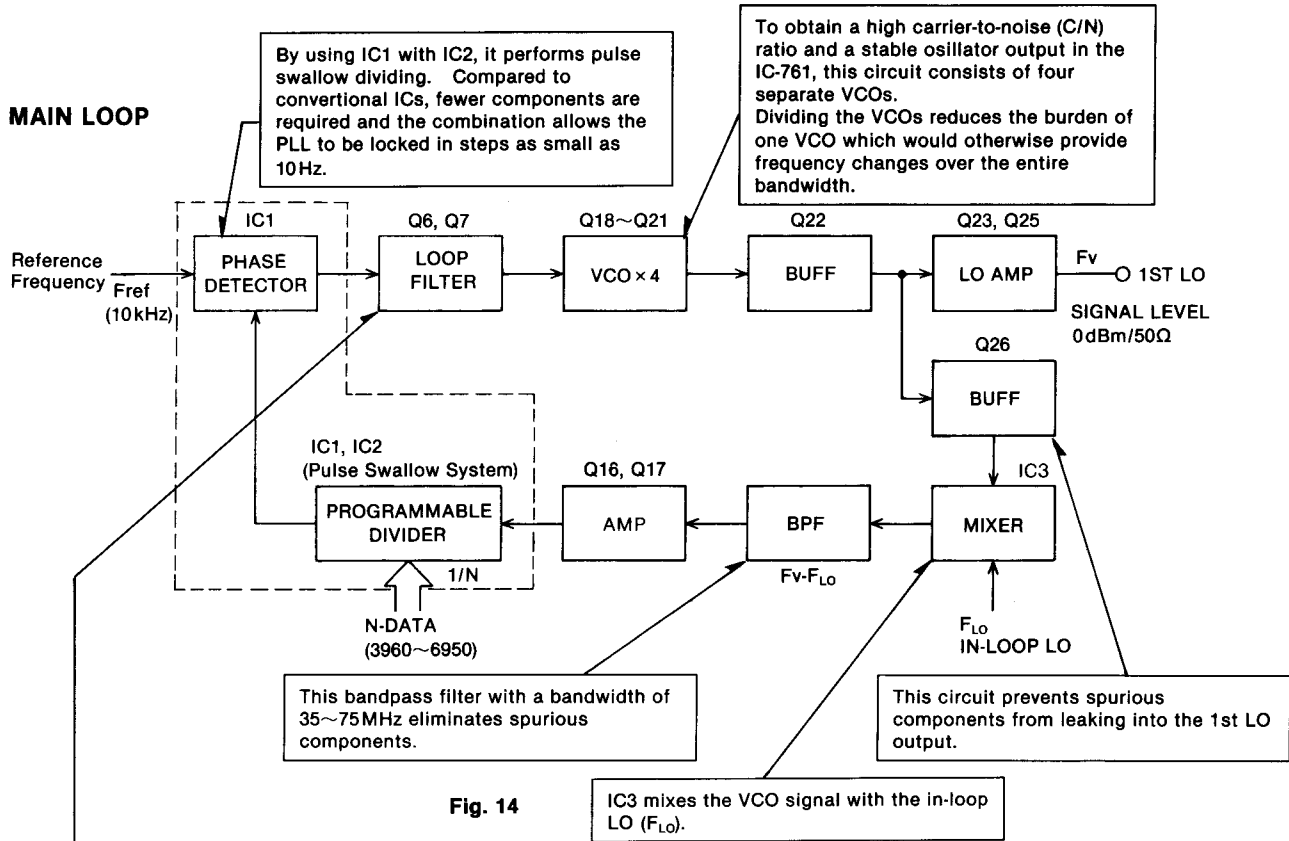 By using IC1 with IC2, it performs pulse
swallow dividing. Compared to
convertional ICs, fewer components are
required and the combination allows the
PLL to be locked in steps as small as
10Hz.
To obtain a high carrier-to-noise (C/N)
ratio and a stable osillator output in the
IC-761, this circuit consists of four
separate VCOs.
Dividing the VCOs reduces the burden of
one VCO which would otherwise provide
frequency changes over the entire
bandwidth.
MAIN LOOP
IC1
Q6, Q7
Q18~Q21
Q22
Q23, Q25
Reference
Frequency
Fref
(10kHz)
PHASE
DETECTOR
LOOP
FILTER
VCO × 4
BUFF
LO AMP
Fv
1ST LO
SIGNAL LEVEL
0dBm/50Ω
Q26
BUFF
IC1, IC2
(Pulse Swallow System)
Q16, Q17
IC3
PROGRAMMABLE
DIVIDER
AMP
BPF
MIXER
1/N
Fv-FLO
N-DATA
(3960~6950)
FLO
IN-LOOP LO
This bandpass filter with a bandwidth of
35~75MHz eliminates spurious
components.
This circuit prevents spurious
components from leaking into the 1st LO
output.
IC3 mixes the VCO signal with the in-loop
LO (FLO).
Fig. 14